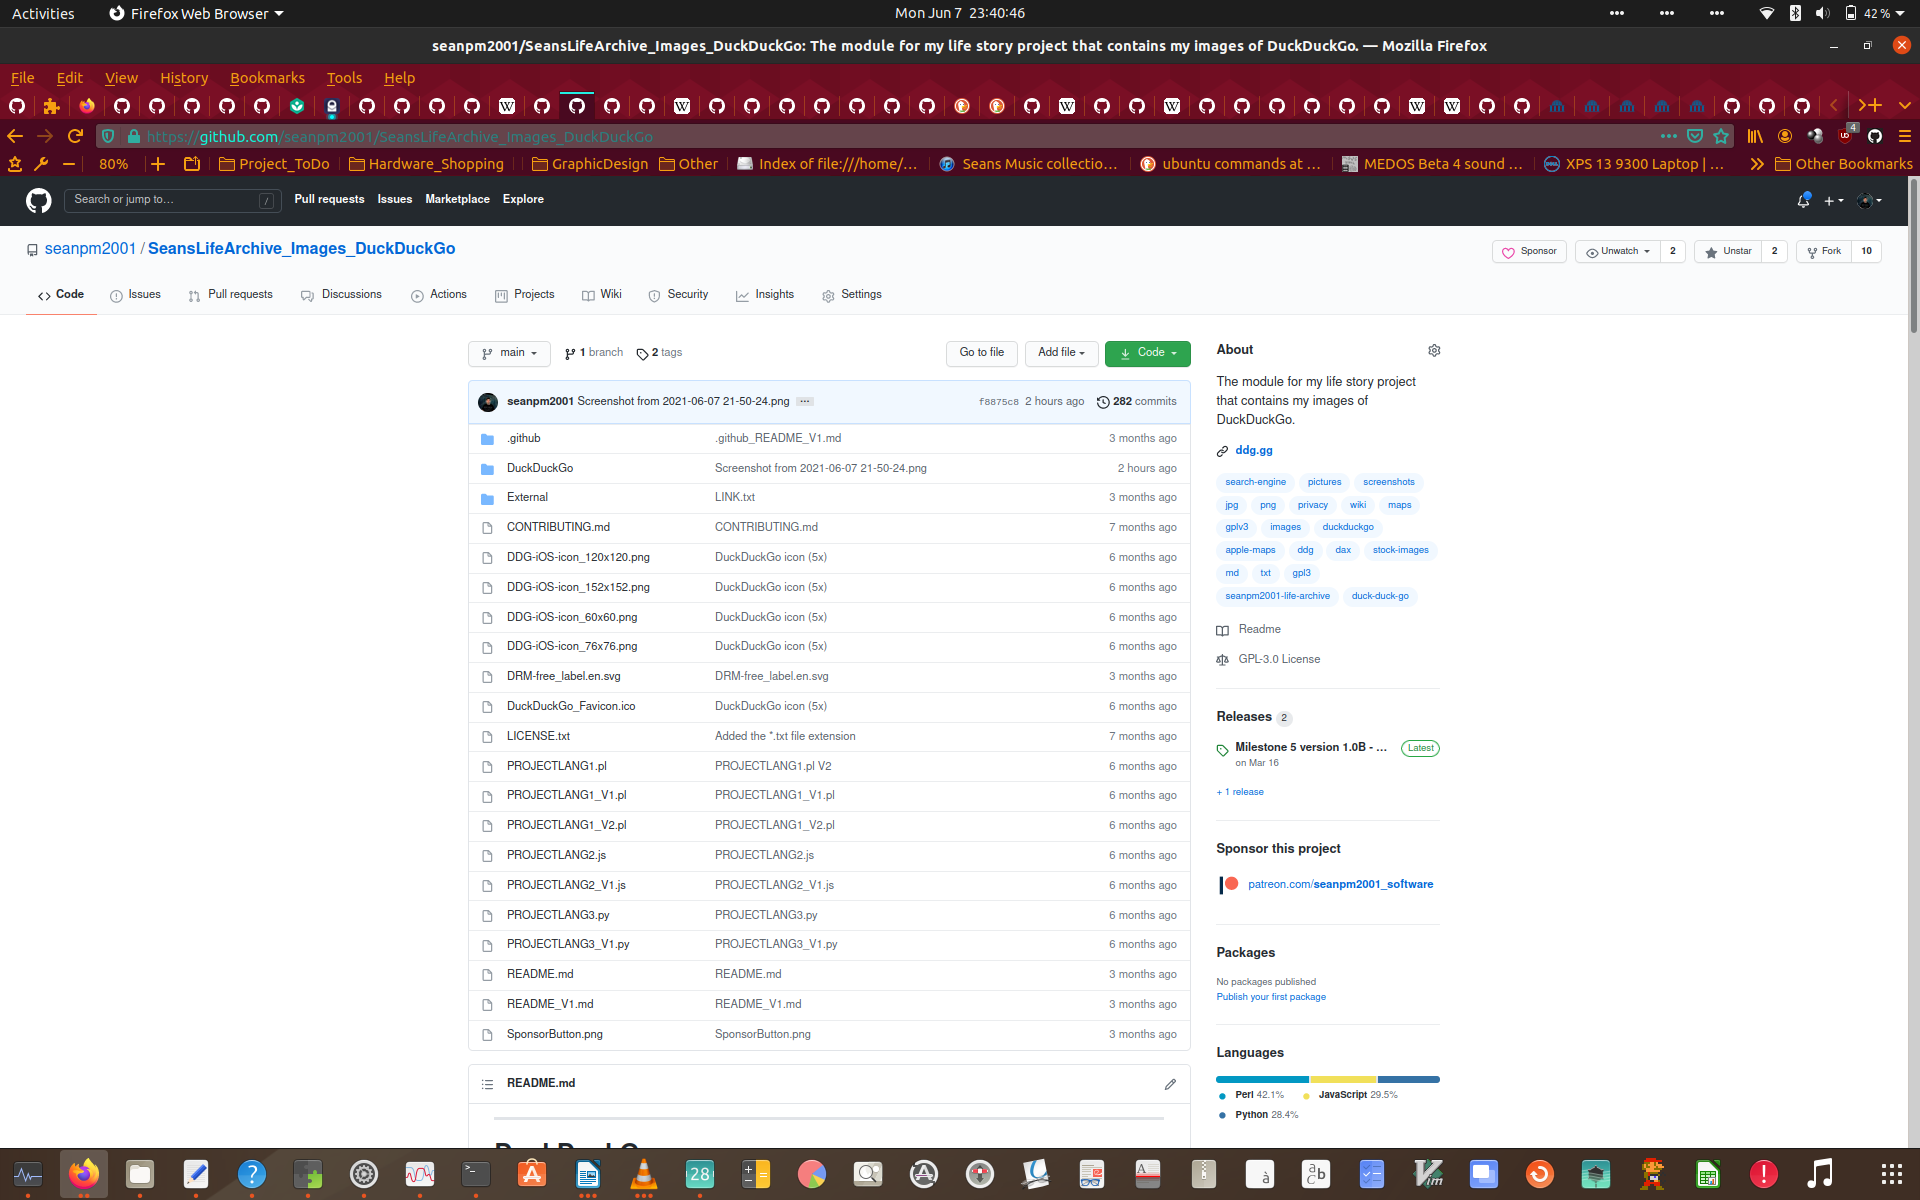 Activities Firefox Web Browser Mon Jun 7 23:40:46 42 %
seanpm2001/SeansLifeArchive_Images_DuckDuckGo: The module for my life story project that contains my images of DuckDuckGo. — Mozilla Firefox
File Edit View History Bookmarks Tools Help
https://github.com/seanpm2001/SeansLifeArchive_Images_DuckDuckGo 4
80% Project_ToDo Hardware_Shopping GraphicDesign Other Index of file:///home/… Seans Music collectio… ubuntu commands at … MEDOS Beta 4 sound … XPS 13 9300 Laptop | … Other Bookmarks
Search or jump to… / Pull requests Issues Marketplace Explore
seanpm2001 / SeansLifeArchive_Images_DuckDuckGo
Sponsor Unwatch 2 Unstar 2 Fork 10
Code Issues Pull requests Discussions Actions Projects Wiki Security Insights Settings
main 1 branch 2 tags Go to file Add file Code
seanpm2001 Screenshot from 2021-06-07 21-50-24.png ··· f8875c8 2 hours ago 282 commits
.github .github_README_V1.md 3 months ago
DuckDuckGo Screenshot from 2021-06-07 21-50-24.png 2 hours ago
External LINK.txt 3 months ago
CONTRIBUTING.md CONTRIBUTING.md 7 months ago
DDG-iOS-icon_120x120.png DuckDuckGo icon (5x) 6 months ago
DDG-iOS-icon_152x152.png DuckDuckGo icon (5x) 6 months ago
DDG-iOS-icon_60x60.png DuckDuckGo icon (5x) 6 months ago
DDG-iOS-icon_76x76.png DuckDuckGo icon (5x) 6 months ago
DRM-free_label.en.svg DRM-free_label.en.svg 3 months ago
DuckDuckGo_Favicon.ico DuckDuckGo icon (5x) 6 months ago
LICENSE.txt Added the *.txt file extension 7 months ago
PROJECTLANG1.pl PROJECTLANG1.pl V2 6 months ago
PROJECTLANG1_V1.pl PROJECTLANG1_V1.pl 6 months ago
PROJECTLANG1_V2.pl PROJECTLANG1_V2.pl 6 months ago
PROJECTLANG2.js PROJECTLANG2.js 6 months ago
PROJECTLANG2_V1.js PROJECTLANG2_V1.js 6 months ago
PROJECTLANG3.py PROJECTLANG3.py 6 months ago
PROJECTLANG3_V1.py PROJECTLANG3_V1.py 6 months ago
README.md README.md 3 months ago
README_V1.md README_V1.md 3 months ago
SponsorButton.png SponsorButton.png 3 months ago
README.md
About
The module for my life story project
that contains my images of
DuckDuckGo.
ddg.gg
search-engine pictures screenshots
jpg png privacy wiki maps
gplv3 images duckduckgo
apple-maps ddg dax stock-images
md txt gpl3
seanpm2001-life-archive duck-duck-go
Readme
GPL-3.0 License
Releases 2
Milestone 5 version 1.0B - … Latest
on Mar 16
+ 1 release
Sponsor this project
patreon.com/seanpm2001_software
Packages
No packages published
Publish your first package
Languages
Perl 42.1% JavaScript 29.5%
Python 28.4%
28